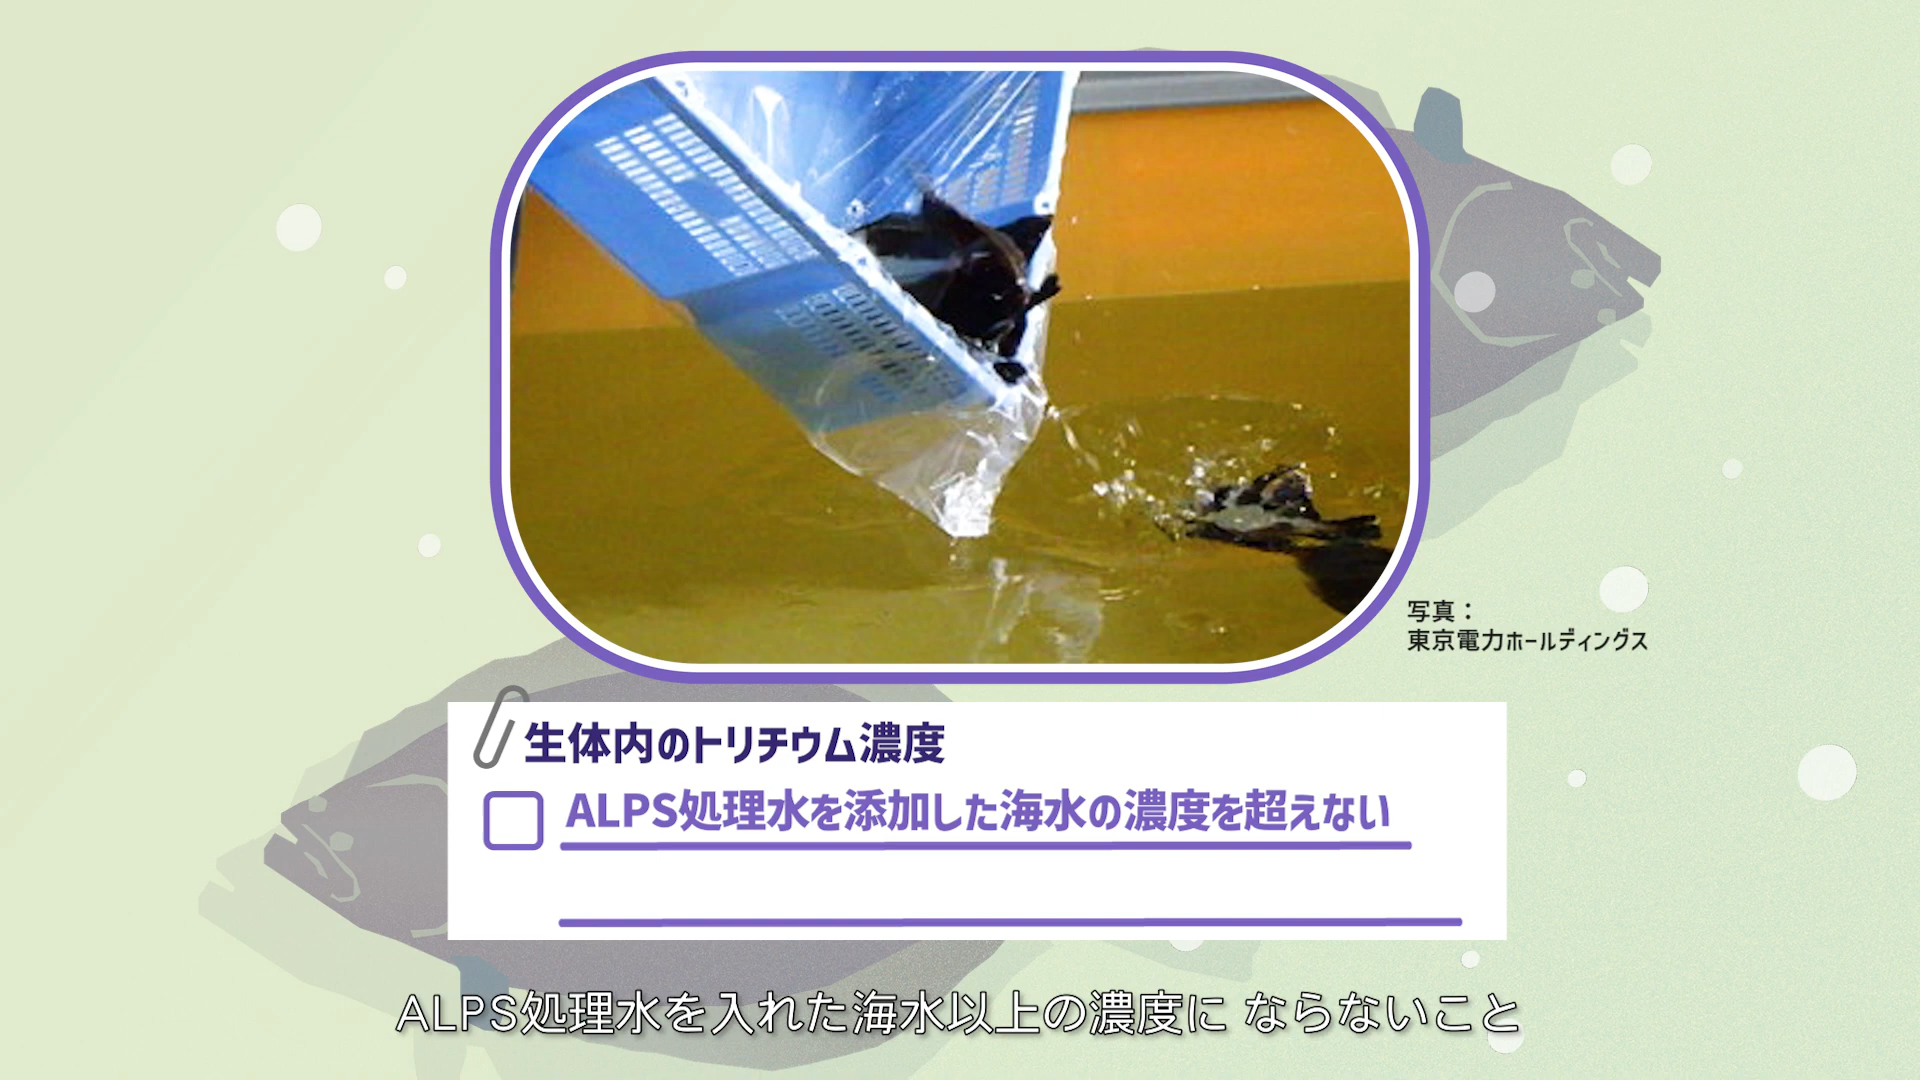 写真：
東京電力ホールディングス
生体内のトリチウム濃度
ALPS処理水を添加した海水の濃度を超えない
ALPS処理水を入れた海水以上の濃度に ならないこと